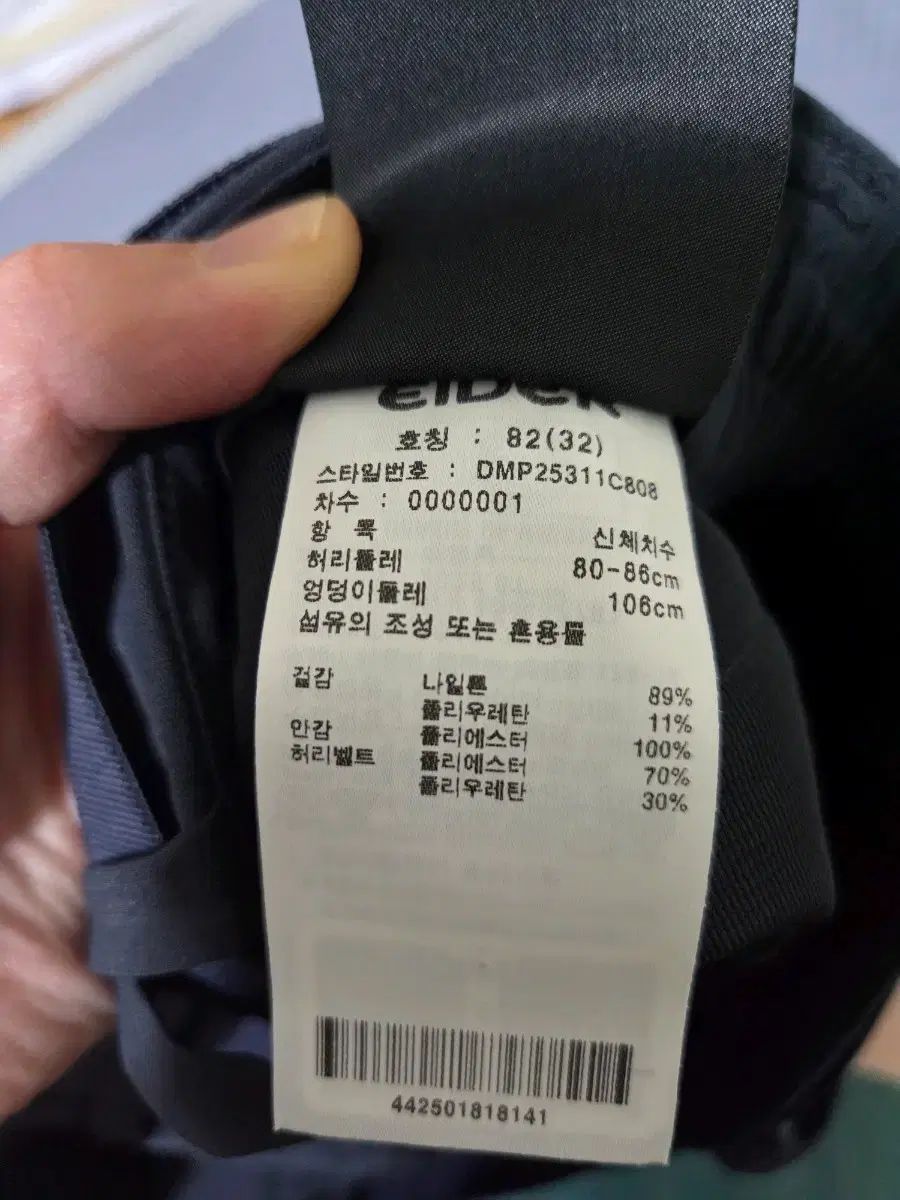 EIDER
호칭 : 82(32)
스타일번호 : DMP25311C808
차수 : 0000001
항 목 신체치수
허리둘레 80-86cm
엉덩이둘레 106cm
섬유의 조성 또는 혼용률
겉감 나일론 89%
폴리우레탄 11%
안감 폴리에스터 100%
허리벨트 폴리에스터 70%
폴리우레탄 30%
442501818141